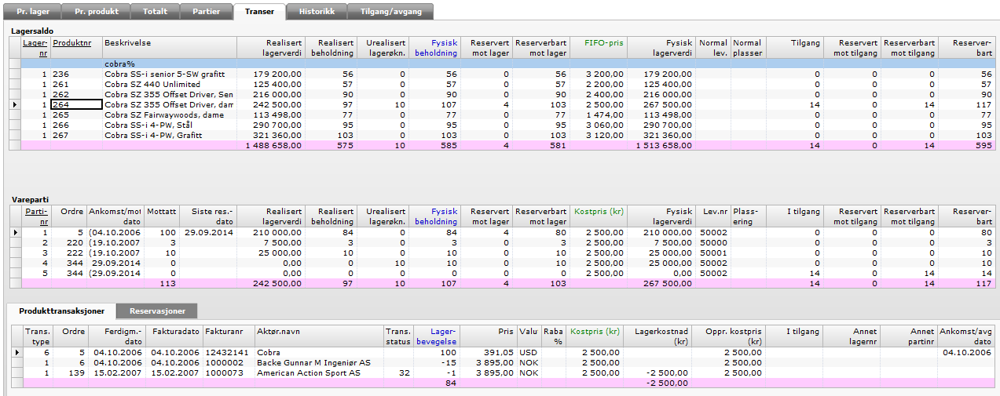 Pr. lager Pr. produkt Totalt Partier Transer Historikk Tilgang/avgang
Lagersaldo
Lager- Produktnr Beskrivelse Realisert Realisert Urealisert Fysisk Reservert Reserverbart FIFO-pris Fysisk Normal Normal Tilgang Reservert Reserverbart Reserver-
nr lagerverdi beholdning lagerøkn. beholdning mot lager mot lager lagerverdi lev. plasser mot tilgang mot tilgang bart
cobra%
1 236 Cobra SS-i senior 5-SW grafitt 179 200,00 56 0 56 0 56 3 200,00 179 200,00 0 0 0 56
1 261 Cobra SZ 440 Unlimited 125 400,00 57 0 57 0 57 2 200,00 125 400,00 0 0 0 57
1 262 Cobra SZ 355 Offset Driver, Sen 216 000,00 90 0 90 0 90 2 400,00 216 000,00 0 0 0 90
1 264 Cobra SZ 355 Offset Driver, dam 242 500,00 97 10 107 4 103 2 500,00 267 500,00 14 0 14 117
1 265 Cobra SZ Fairwaywoods, dame 113 498,00 77 0 77 0 77 1 474,00 113 498,00 0 0 0 77
1 266 Cobra SS-i 4-PW, Stål 290 700,00 95 0 95 0 95 3 060,00 290 700,00 0 0 0 95
1 267 Cobra SS-i 4-PW, Grafitt 321 360,00 103 0 103 0 103 3 120,00 321 360,00 0 0 0 103
1 488 658,00 575 10 585 4 581 1 513 658,00 14 0 14 595
Vareparti
Parti- Ordre Ankomst/mot Mottatt Siste res.- Realisert Realisert Urealisert Fysisk Reservert Reserverbart Kostpris (kr) Fysisk Lev.nr Plass- I tilgang Reservert Reserverbart Reserver-
nr dato dato lagerverdi beholdning lagerøkn. beholdning mot lager mot lager lagerverdi ering mot tilgang mot tilgang bart
1 5 (04.10.2006 100 29.09.2014 210 000,00 84 0 84 4 80 2 500,00 210 000,00 50002 0 0 0 80
2 220 (19.10.2007 3 7 500,00 3 0 3 0 3 2 500,00 7 500,00 50000 0 0 0 3
3 222 (19.10.2007 10 25 000,00 10 0 10 0 10 2 500,00 25 000,00 50001 0 0 0 10
4 344 29.09.2014 0,00 0 10 10 0 10 2 500,00 25 000,00 50002 0 0 0 10
5 344 (29.09.2014 0,00 0 0 0 0 0 2 500,00 0,00 50002 14 0 14 14
113 242 500,00 97 10 107 4 103 267 500,00 14 0 14 117
Produkttransaksjoner Reservasjoner
Trans. Ordre Ferdigm.- Fakturadato Fakturanr Aktør.navn Trans. Lager- Pris Valu Raba Kostpris (kr) Lagerkostnad Oppr. kostpris I tilgang Annet Annet Ankomst/avg
type dato status bevegelse % (kr) (kr) lagernr partinr dato
6 5 04.10.2006 04.10.2006 12432141 Cobra 100 391,05 USD 2 500,00 2 500,00 04.10.2006
1 6 04.10.2006 04.10.2006 1000002 Backe Gunnar M Ingeniør AS -15 3 895,00 NOK 2 500,00 2 500,00
1 139 15.02.2007 15.02.2007 1000073 American Action Sport AS 32 -1 3 895,00 NOK 2 500,00 -2 500,00 2 500,00
84 -2 500,00